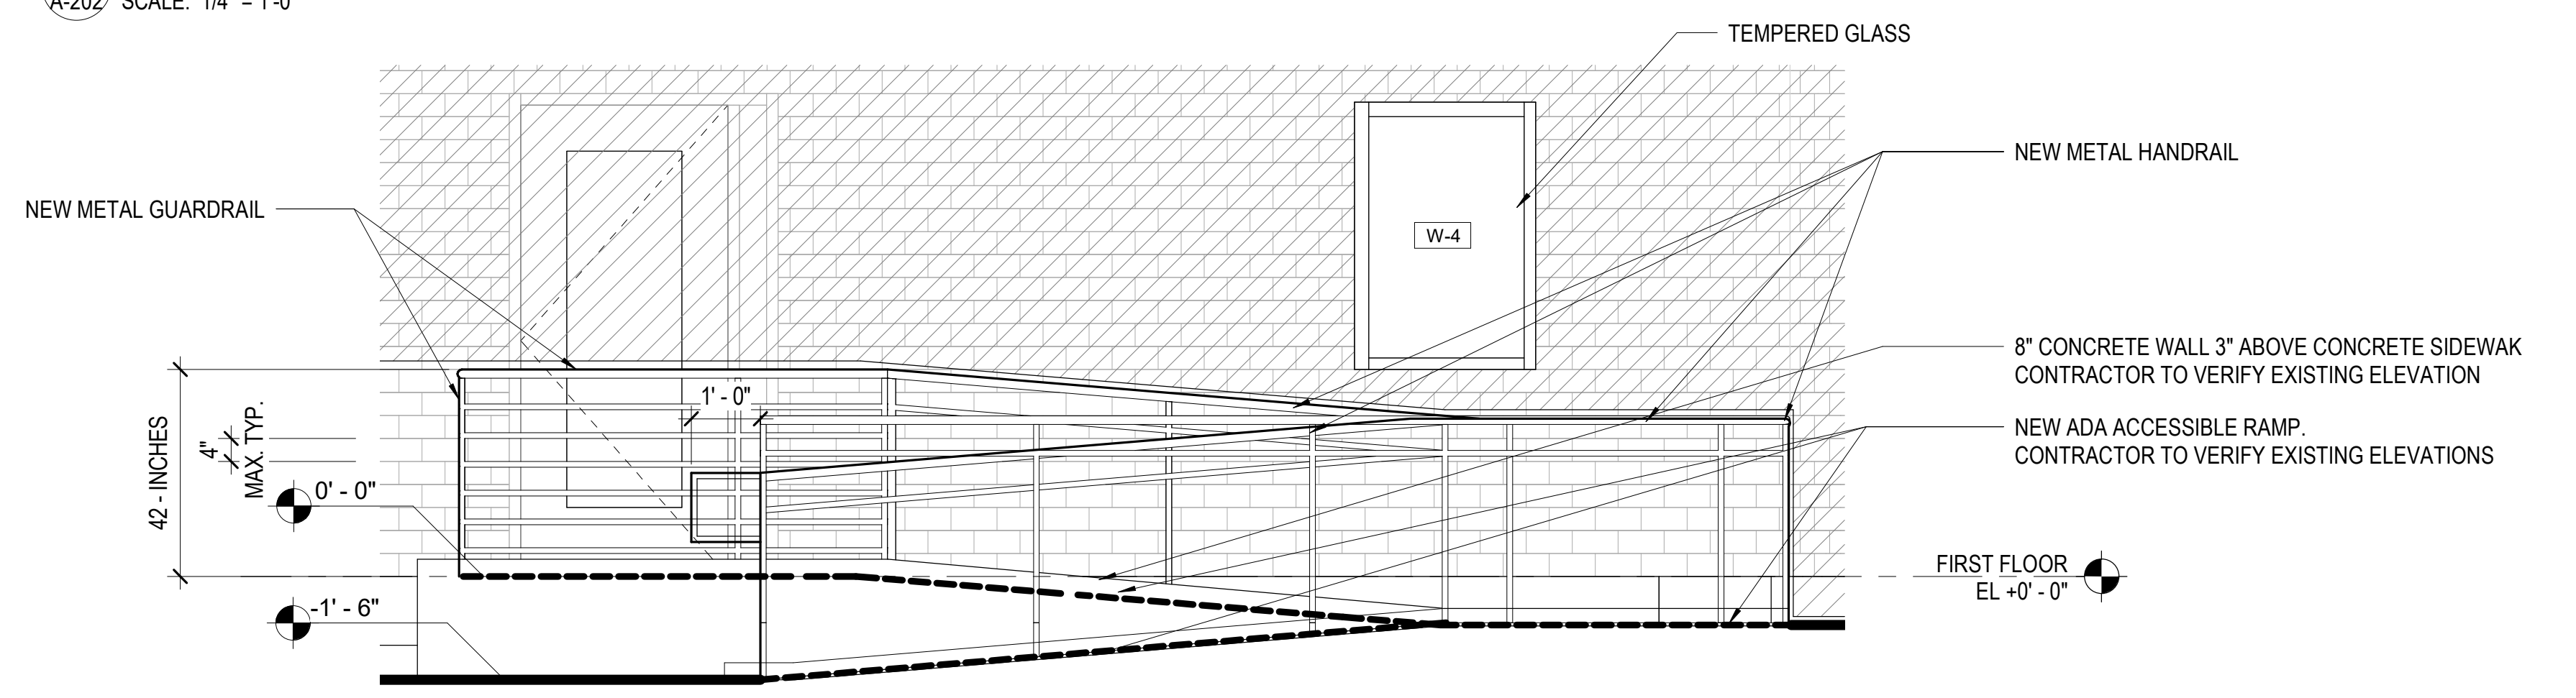 A-202 SCALE: 1/4" = 1'-0"
TEMPERED GLASS
NEW METAL HANDRAIL
NEW METAL GUARDRAIL
W-4
8" CONCRETE WALL 3" ABOVE CONCRETE SIDEWAK
CONTRACTOR TO VERIFY EXISTING ELEVATION
1' - 0"
NEW ADA ACCESSIBLE RAMP.
CONTRACTOR TO VERIFY EXISTING ELEVATIONS
42 - INCHES
4"
MAX. TYP.
0' - 0"
FIRST FLOOR
EL +0' - 0"
-1' - 6"